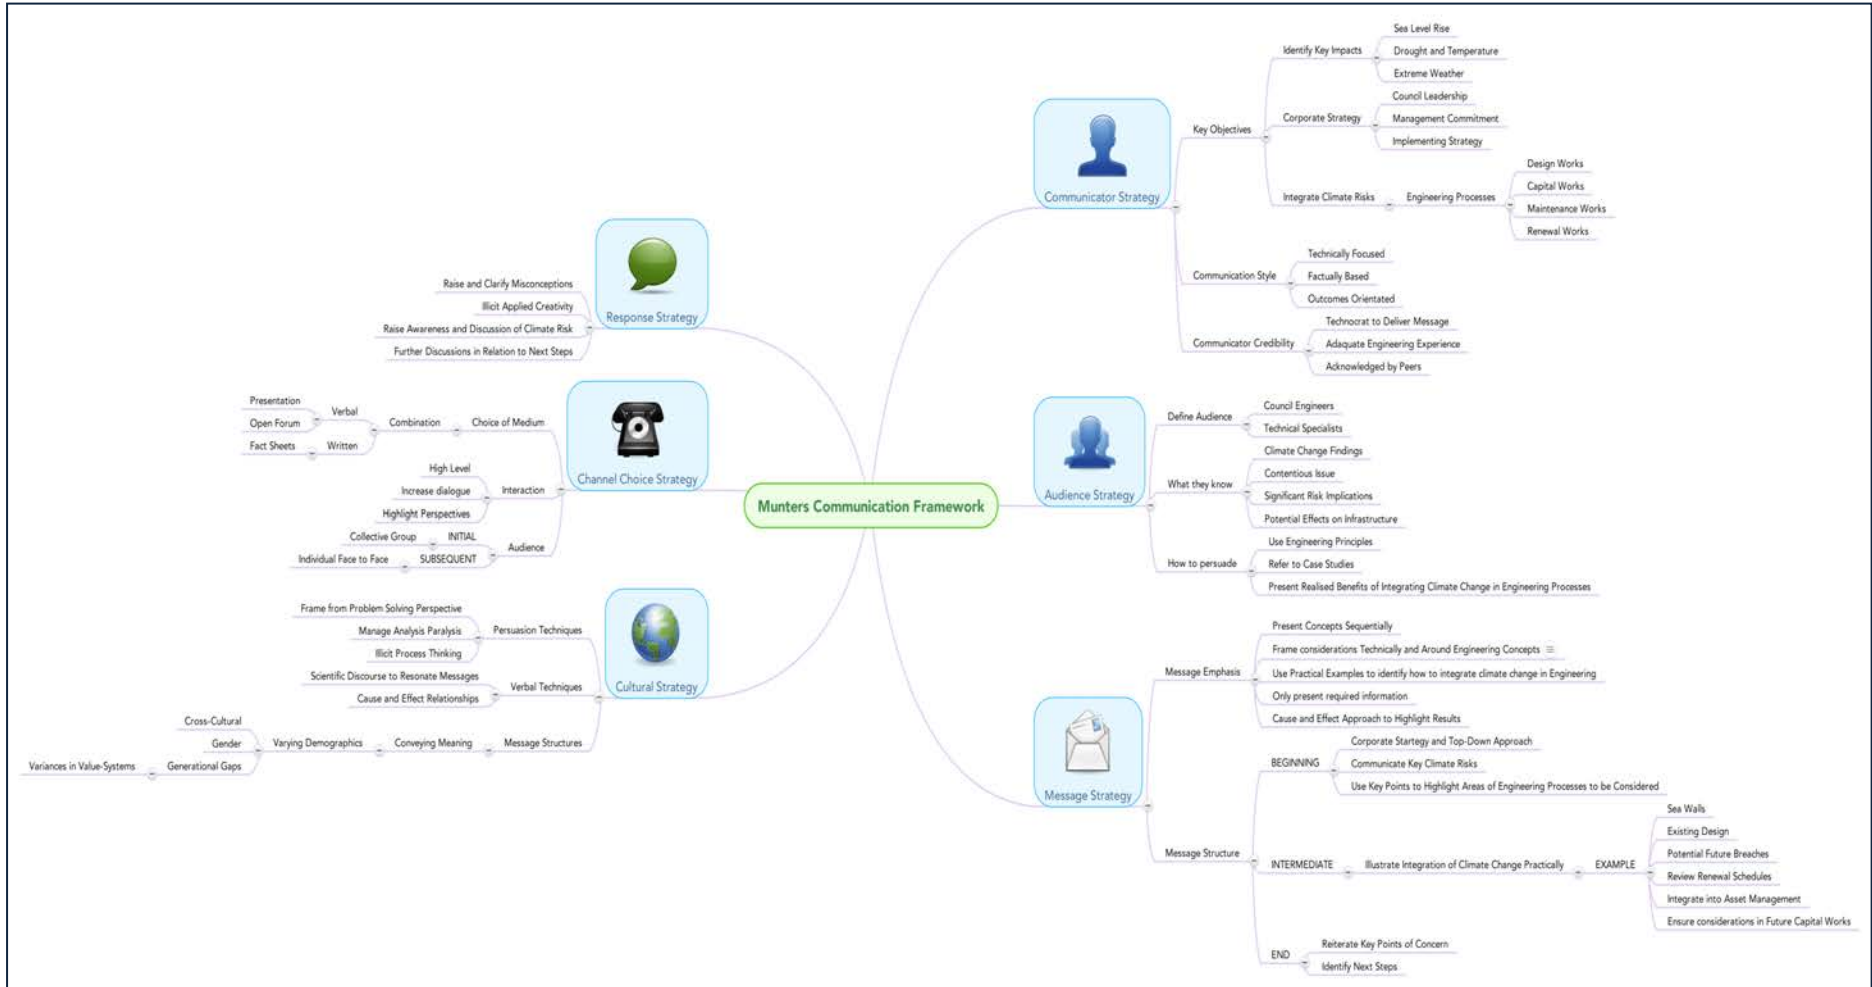 Munters Communication Framework
Communicator Strategy
Key Objectives
Identify Key Impacts
Sea Level Rise
Drought and Temperature
Extreme Weather
Corporate Strategy
Council Leadership
Management Commitment
Implementing Strategy
Integrate Climate Risks
Engineering Processes
Design Works
Capital Works
Maintenance Works
Renewal Works
Communication Style
Technically Focused
Factually Based
Outcomes Orientated
Communicator Credibility
Technocrat to Deliver Message
Adaquate Engineering Experience
Acknowledged by Peers
Audience Strategy
Define Audience
Council Engineers
Technical Specialists
What they know
Climate Change Findings
Contentious Issue
Significant Risk Implications
Potential Effects on Infrastructure
How to persuade
Use Engineering Principles
Refer to Case Studies
Present Realised Benefits of Integrating Climate Change in Engineering Processes
Message Strategy
Message Emphasis
Present Concepts Sequentially
Frame considerations Technically and Around Engineering Concepts
Use Practical Examples to identify how to integrate climate change in Engineering
Only present required information
Cause and Effect Approach to Highlight Results
Message Structure
BEGINNING
Corporate Startegy and Top-Down Approach
Communicate Key Climate Risks
Use Key Points to Highlight Areas of Engineering Processes to be Considered
INTERMEDIATE
Illustrate Integration of Climate Change Practically
EXAMPLE
Sea Walls
Existing Design
Potential Future Breaches
Review Renewal Schedules
Integrate into Asset Management
Ensure considerations in Future Capital Works
END
Reiterate Key Points of Concern
Identify Next Steps
Response Strategy
Raise and Clarify Misconceptions
Illicit Applied Creativity
Raise Awareness and Discussion of Climate Risk
Further Discussions in Relation to Next Steps
Channel Choice Strategy
Choice of Medium
Combination
Verbal
Presentation
Open Forum
Written
Fact Sheets
Interaction
High Level
Increase dialogue
Highlight Perspectives
Audience
INITIAL
Collective Group
SUBSEQUENT
Individual Face to Face
Cultural Strategy
Persuasion Techniques
Frame from Problem Solving Perspective
Manage Analysis Paralysis
Illicit Process Thinking
Verbal Techniques
Scientific Discourse to Resonate Messages
Cause and Effect Relationships
Message Structures
Conveying Meaning
Varying Demographics
Cross-Cultural
Gender
Generational Gaps
Variances in Value-Systems